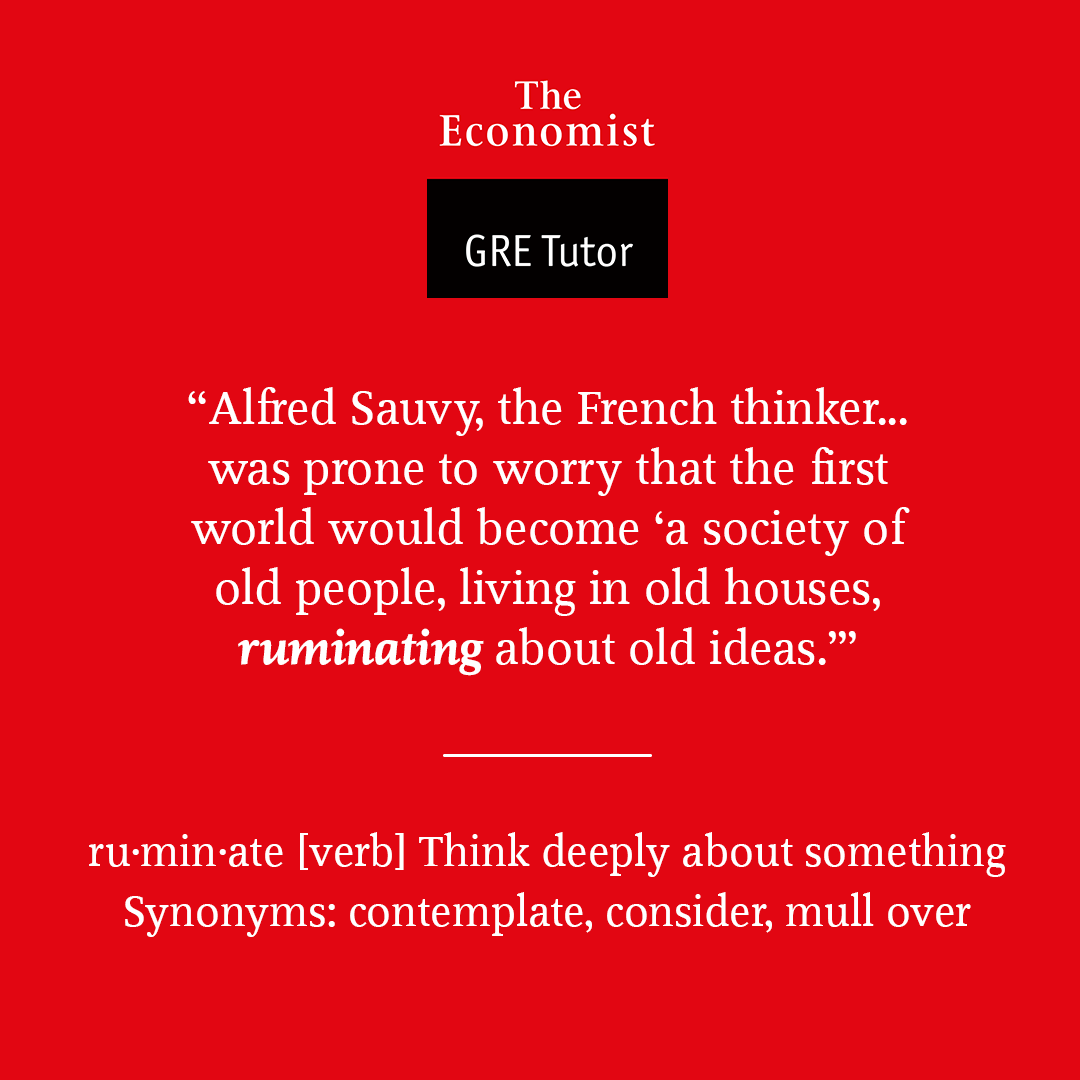 The
Economist
GRE Tutor
“Alfred Sauvy, the French thinker...
was prone to worry that the first
world would become ‘a society of
old people, living in old houses,
ruminating about old ideas.’”
ru·min·ate [verb] Think deeply about something
Synonyms: contemplate, consider, mull over